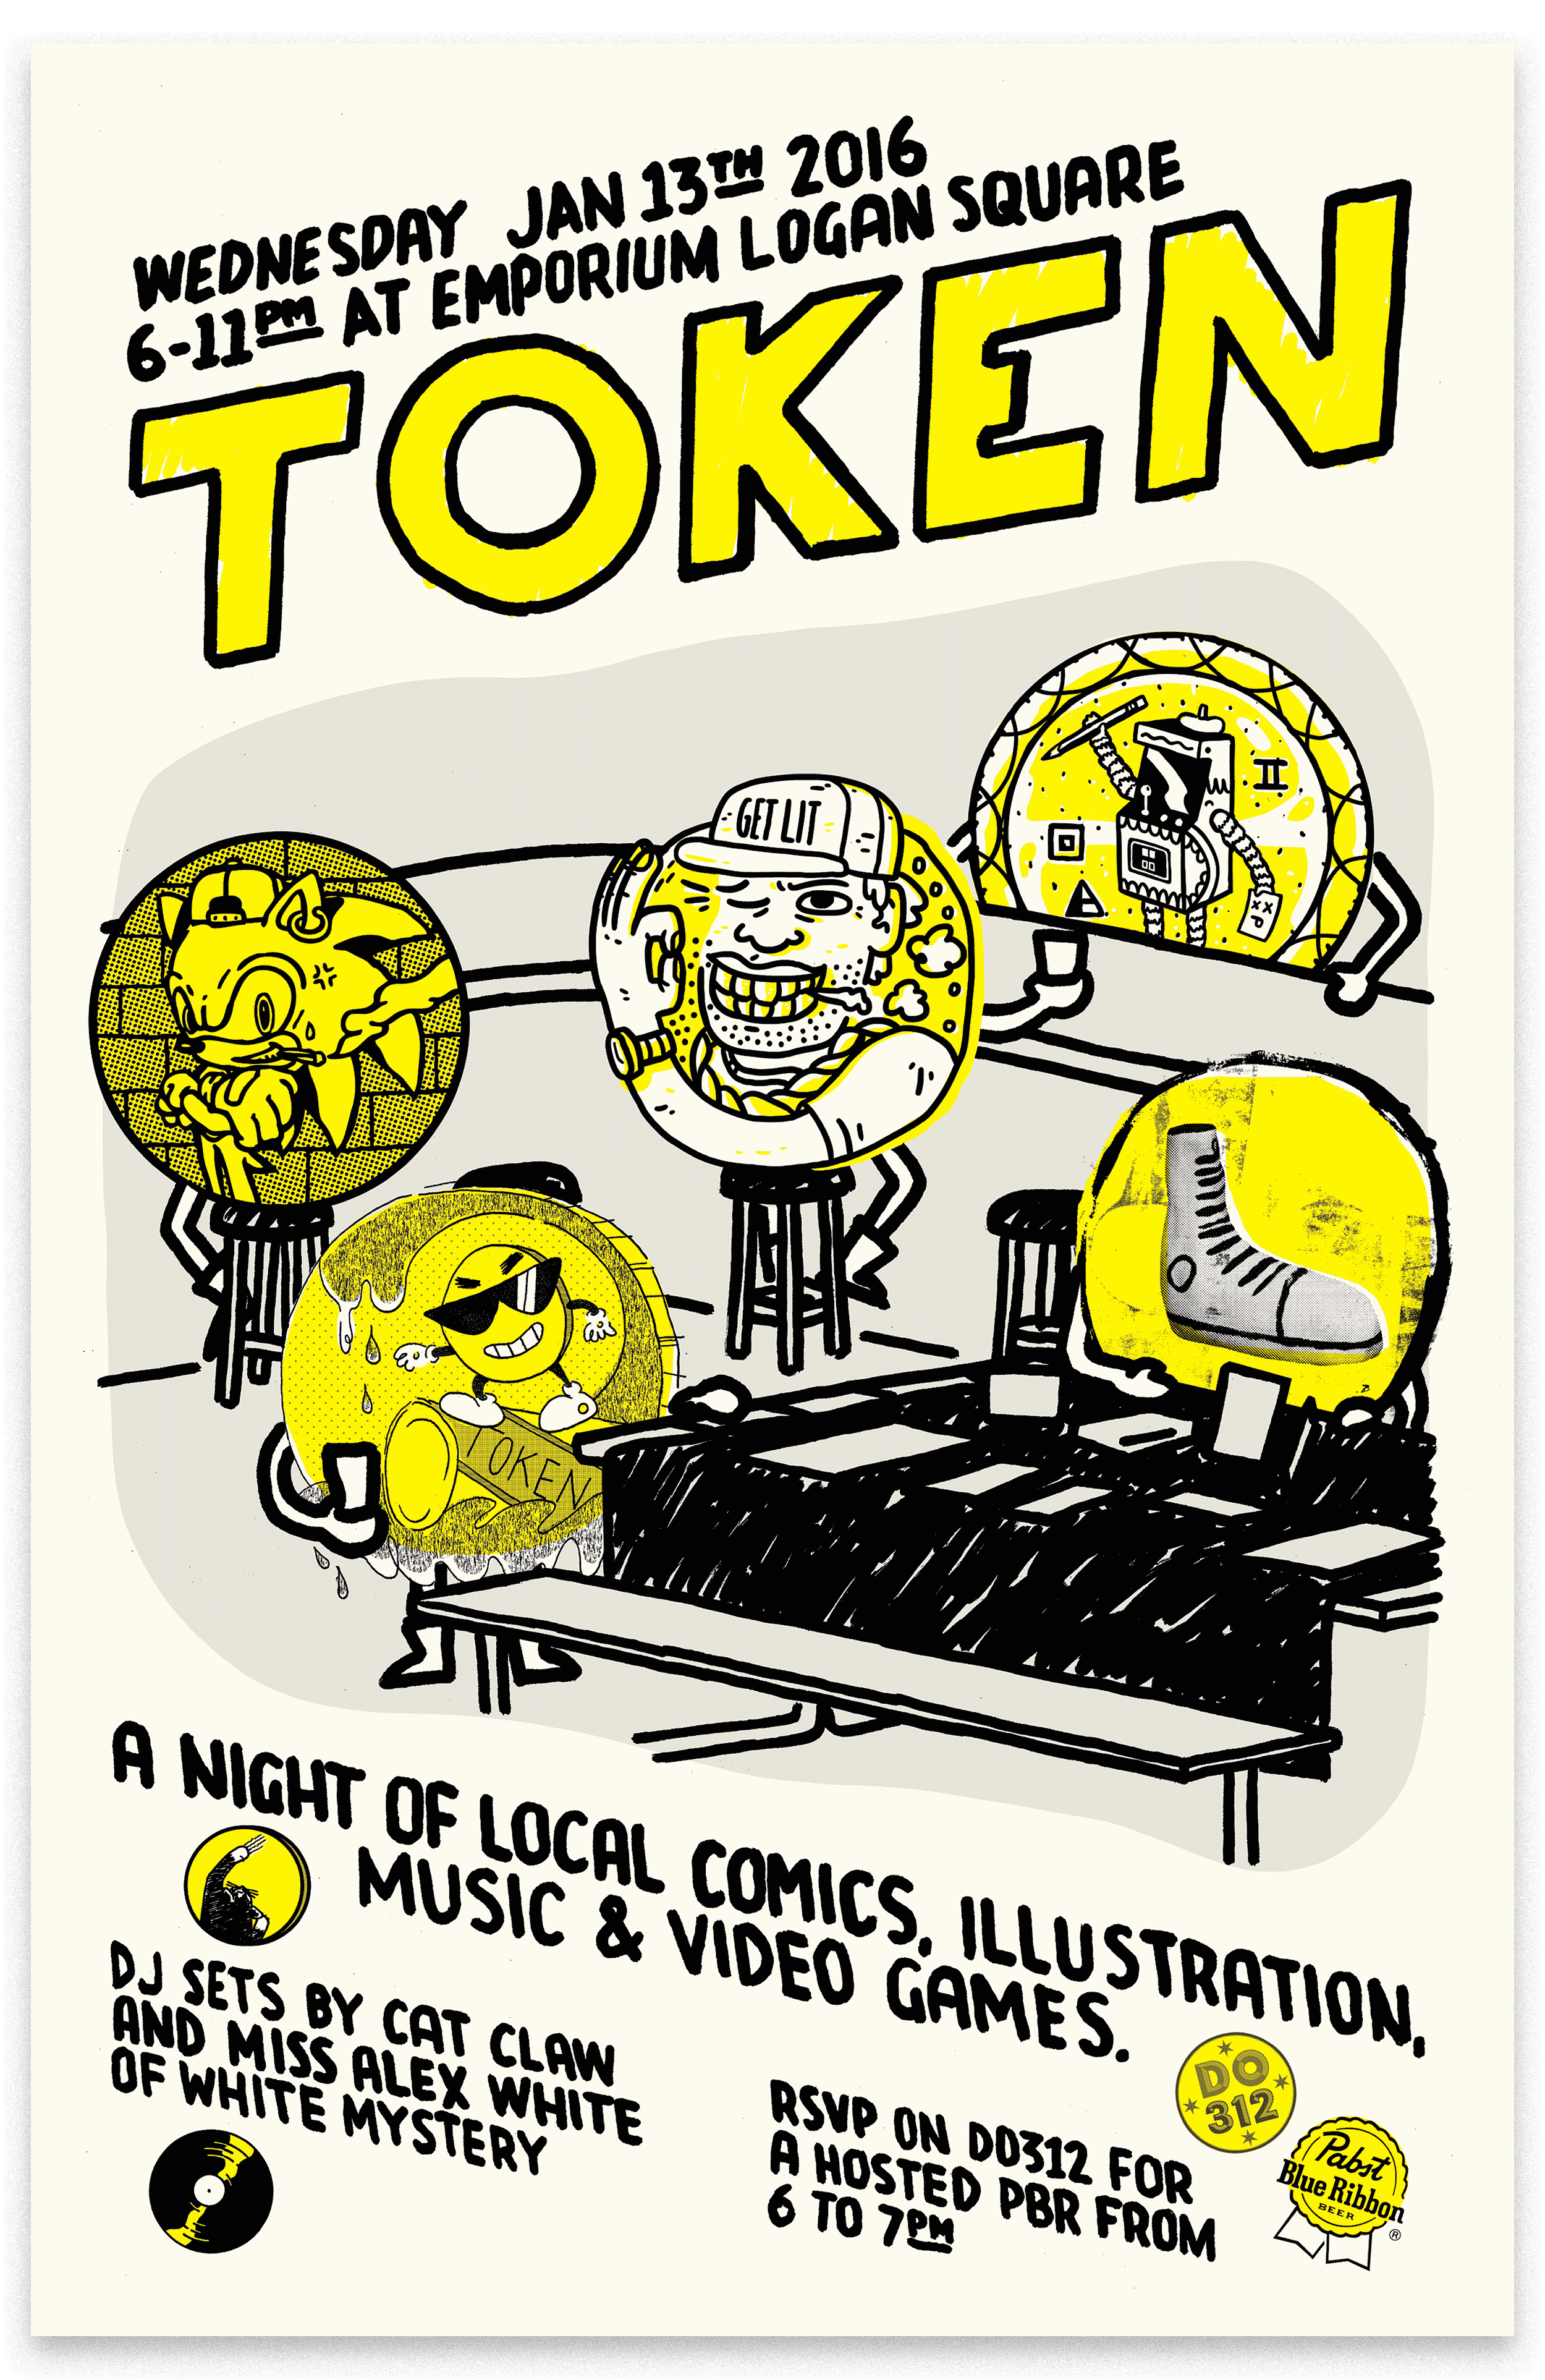 WEDNESDAY JAN 13TH 2016
6-11PM AT EMPORIUM LOGAN SQUARE
TOKEN
GET LIT
II
TOKEN
A NIGHT OF LOCAL COMICS, ILLUSTRATION,
MUSIC & VIDEO GAMES.
DJ SETS BY CAT CLAW
AND MISS ALEX WHITE
OF WHITE MYSTERY
RSVP ON DO312 FOR
A HOSTED PBR FROM
6 TO 7PM
DO
312
Pabst
Blue Ribbon
BEER
®